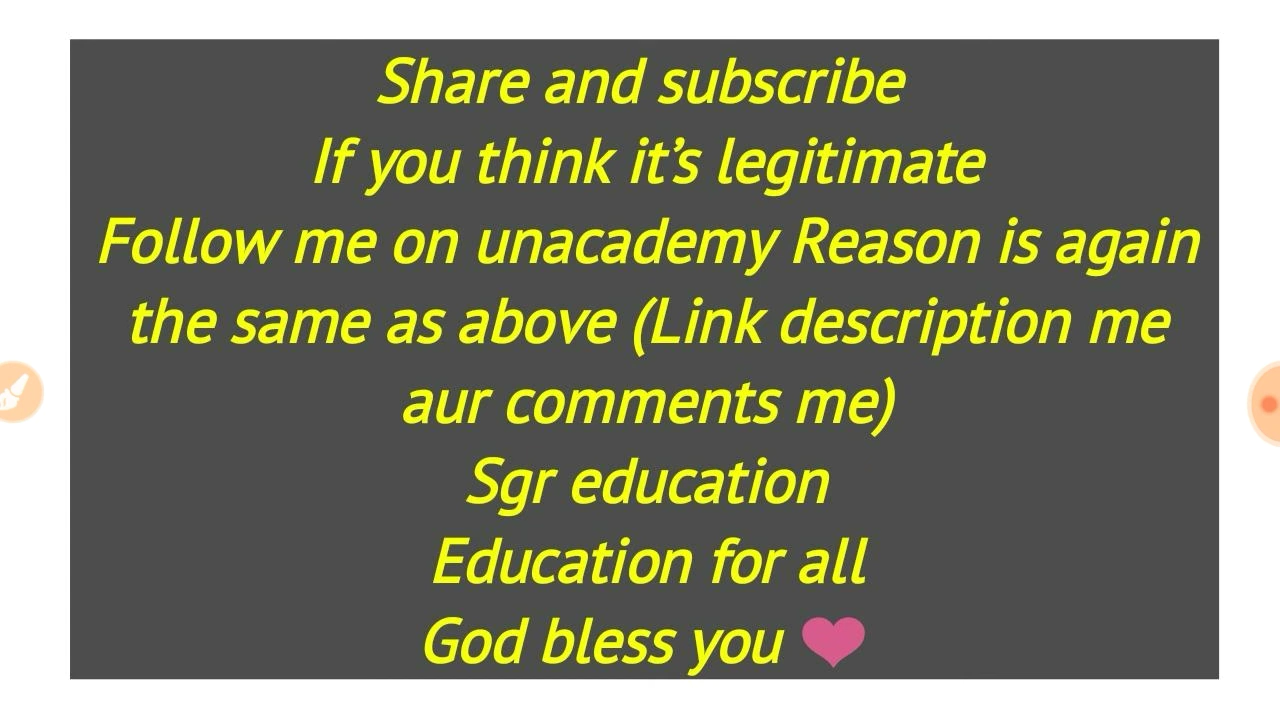 Share and subscribe
If you think it’s legitimate
Follow me on unacademy Reason is again
the same as above (Link description me
aur comments me)
Sgr education
Education for all
God bless you ❤